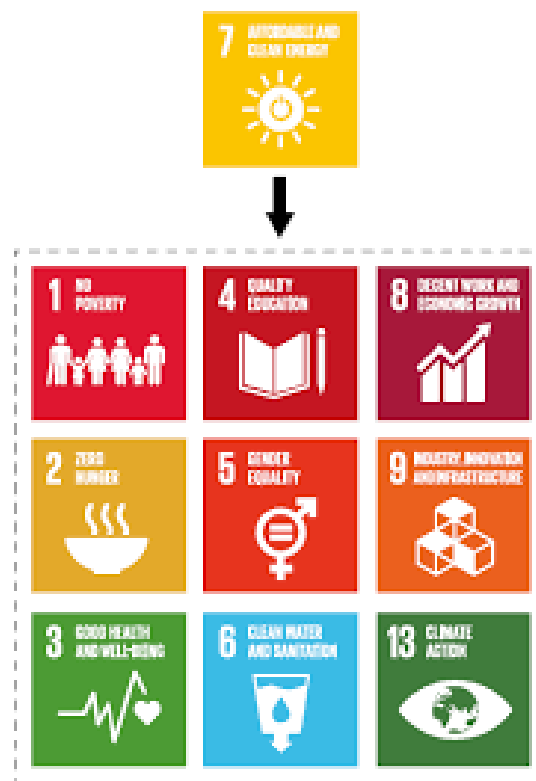 7 AFFORDABLE AND
CLEAN ENERGY
1 NO
POVERTY
4 QUALITY
EDUCATION
8 DECENT WORK AND
ECONOMIC GROWTH
2 ZERO
HUNGER
5 GENDER
EQUALITY
9 INDUSTRY, INNOVATION
AND INFRASTRUCTURE
3 GOOD HEALTH
AND WELL-BEING
6 CLEAN WATER
AND SANITATION
13 CLIMATE
ACTION